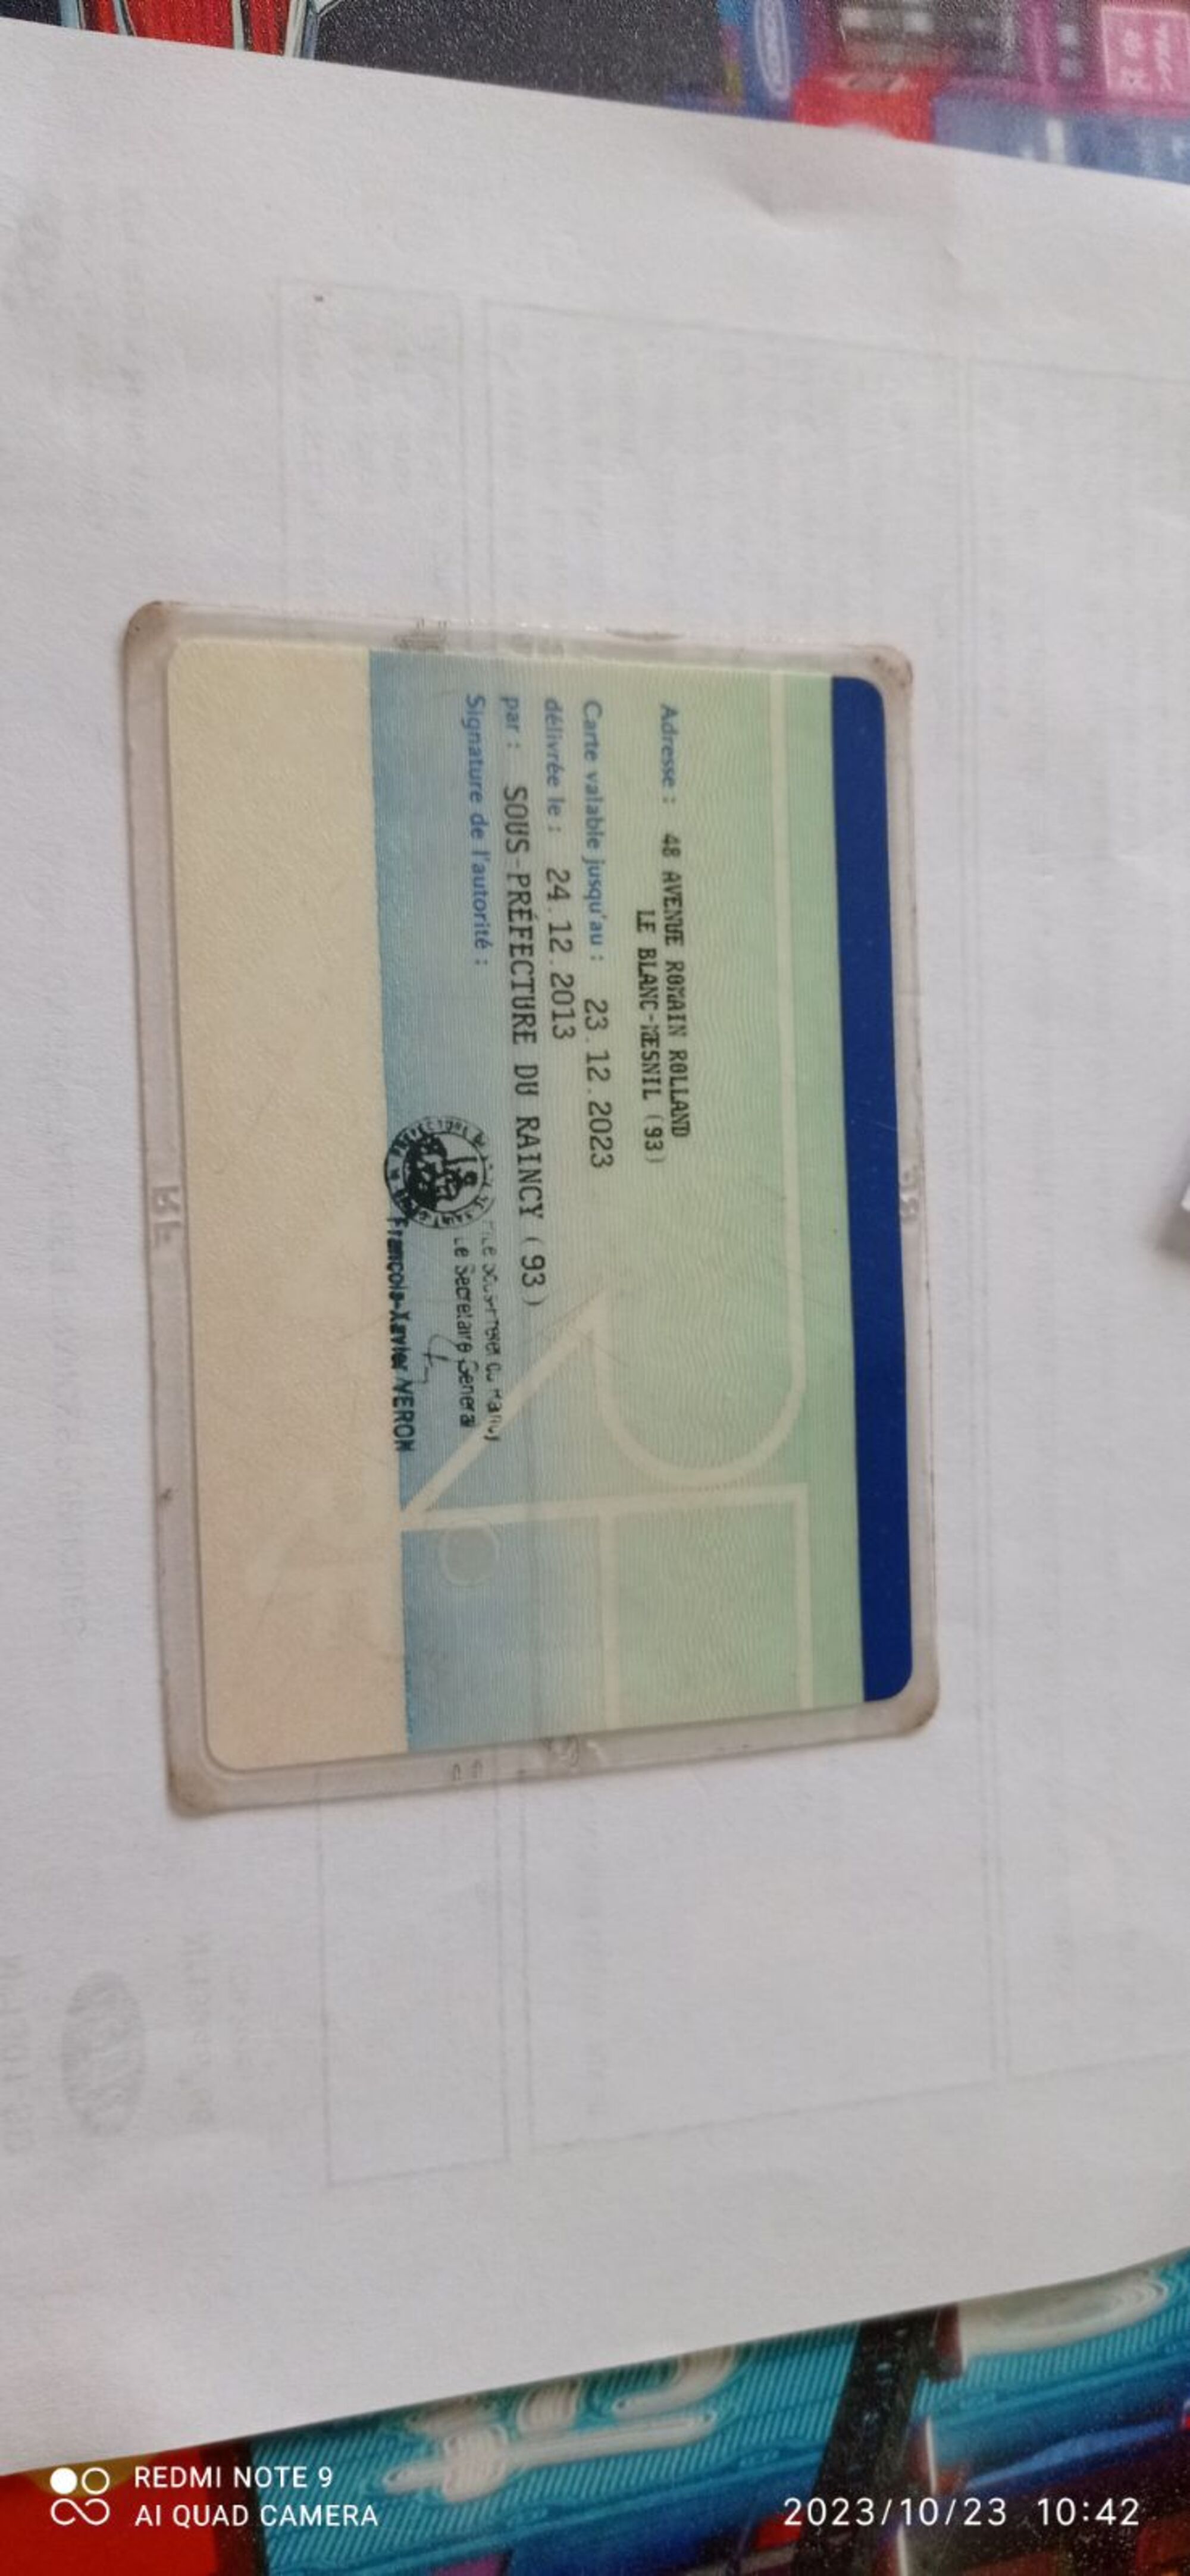 Adresse : 48 AVENUE ROMAIN ROLLAND
LE BLANC-MESNIL (93)
Carte valable jusqu'au : 23.12.2023
délivrée le : 24.12.2013
par : SOUS-PRÉFECTURE DU RAINCY (93)
Signature de l'autorité :
Le Secrétaire Général
François-Xavier VERON
REDMI NOTE 9
AI QUAD CAMERA
2023/10/23 10:42